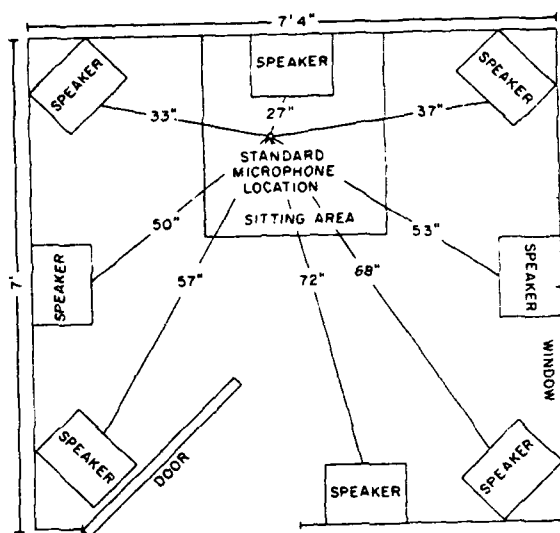 7'4"
SPEAKER
SPEAKER
SPEAKER
33"
27"
37"
STANDARD
MICROPHONE
LOCATION
SITTING AREA
50"
53"
7'
SPEAKER
57"
72"
68"
SPEAKER
WINDOW
SPEAKER
DOOR
SPEAKER
SPEAKER